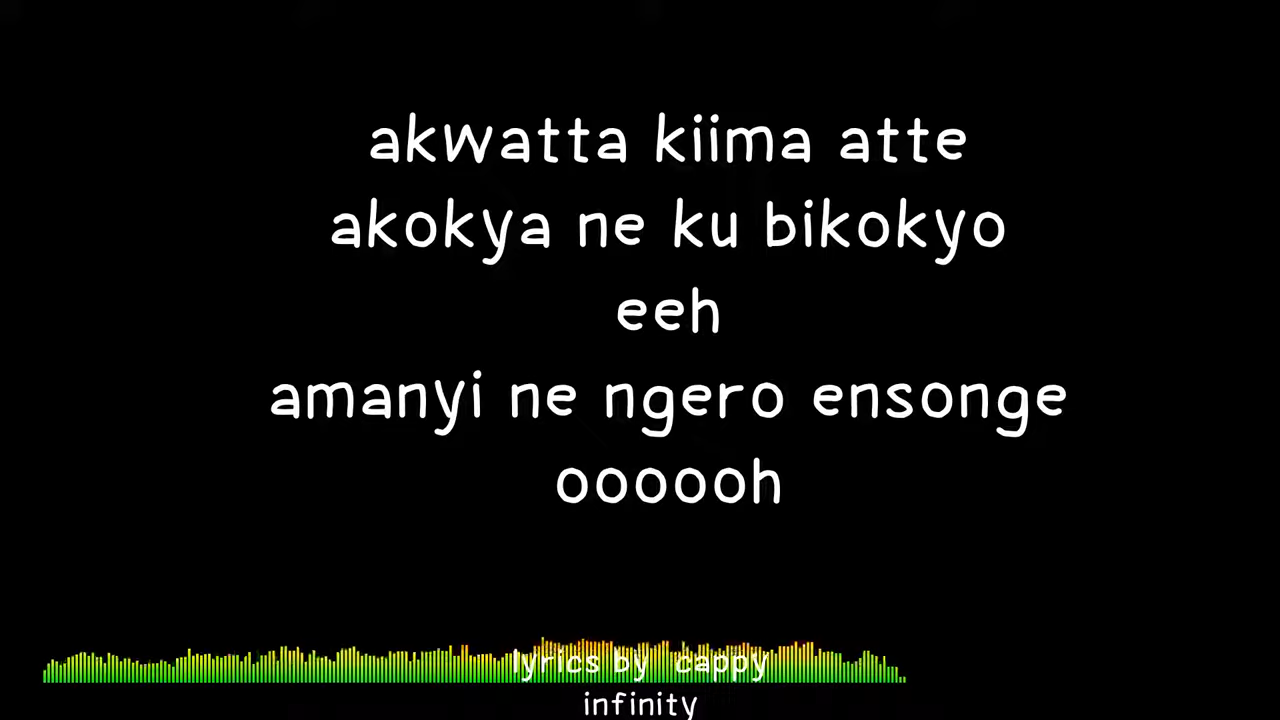 akwatta kiima atte
akokya ne ku bikokyo
eeh
amanyi ne ngero ensonge
oooooh
lyrics by cappy
infinity